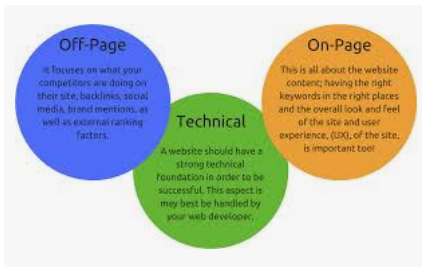 Off-Page
It focuses on what your
competitors are doing on
their site, backlinks, social
media, brand mentions, as
well as external ranking
factors.
Technical
A website should have a
strong technical
foundation in order to be
successful. This aspect is
may best be handled by
your web developer.
On-Page
This is all about the website
content; having the right
keywords in the right places
and the overall look and feel
of the site and user
experience, (UX), of the site,
is important too!